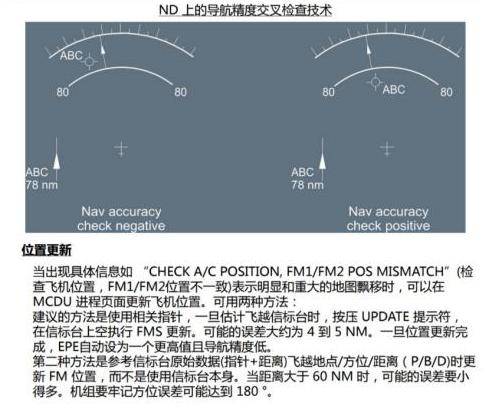 ND 上的导航精度交叉检查技术
ABC
ABC
80
80
80
80
ABC
78 nm
ABC
78 nm
Nav accuracy
check negative
Nav accuracy
check positive
位置更新
当出现具体信息如 “CHECK A/C POSITION, FM1/FM2 POS MISMATCH”(检
查飞机位置，FM1/FM2位置不一致)表示明显和重大的地图飘移时，可以在
MCDU 进程页面更新飞机位置。可用两种方法：
建议的方法是使用相关指针，一旦估计飞越信标台时，按压 UPDATE 提示符，
在信标台上空执行 FMS 更新。可能的误差大约为 4 到 5 NM。一旦位置更新完
成，EPE自动设为一个更高值且导航精度低。
第二种方法是参考信标台原始数据(指针+距离)飞越地点/方位/距离（P/B/D)时更
新 FM 位置，而不是使用信标台本身。当距离大于 60 NM 时，可能的误差要小
得多。机组要牢记方位误差可能达到 180 °。